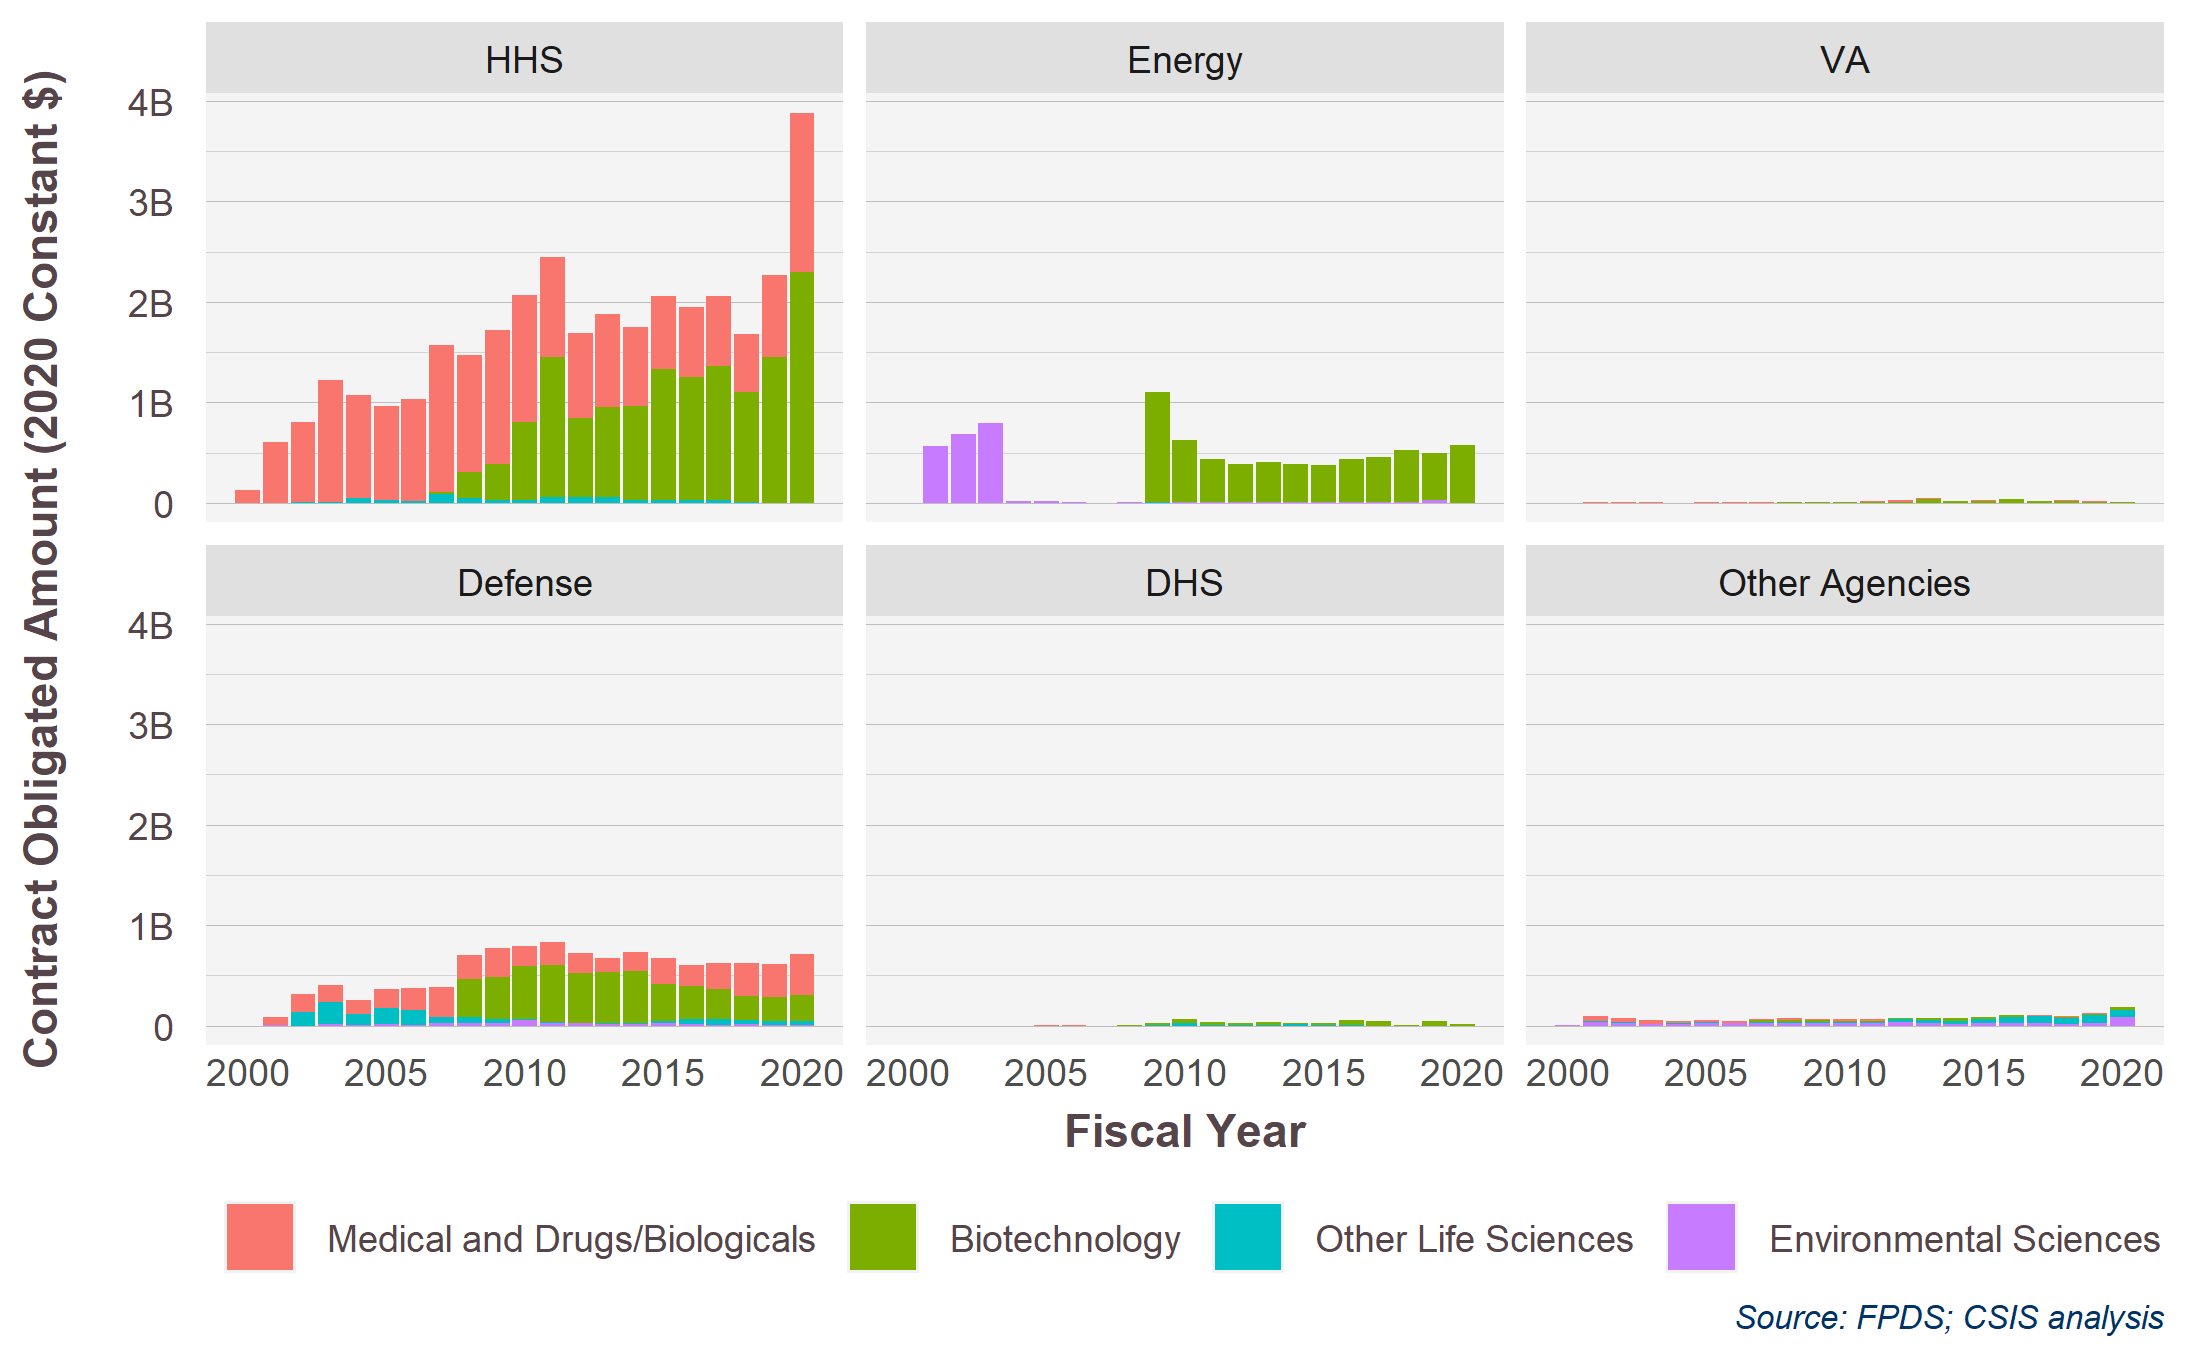 HHS
Energy
VA
4B
3B
2B
1B
0
Defense
DHS
Other Agencies
4B
3B
2B
1B
0
Contract Obligated Amount (2020 Constant $)
2000 2005 2010 2015 2020
2000 2005 2010 2015 2020
2000 2005 2010 2015 2020
Fiscal Year
Medical and Drugs/Biologicals
Biotechnology
Other Life Sciences
Environmental Sciences
Source: FPDS; CSIS analysis